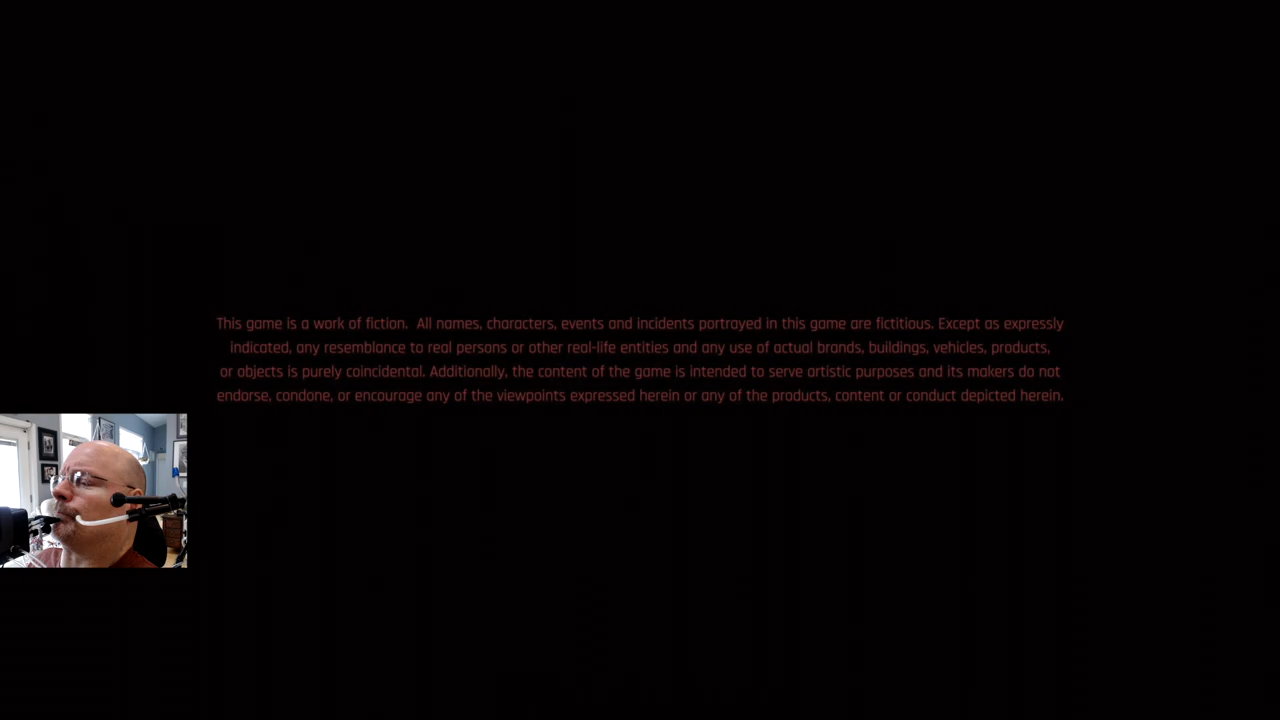 This game is a work of fiction.  All names, characters, events and incidents portrayed in this game are fictitious. Except as expressly
indicated, any resemblance to real persons or other real-life entities and any use of actual brands, buildings, vehicles, products,
or objects is purely coincidental. Additionally, the content of the game is intended to serve artistic purposes and its makers do not
endorse, condone, or encourage any of the viewpoints expressed herein or any of the products, content or conduct depicted herein.